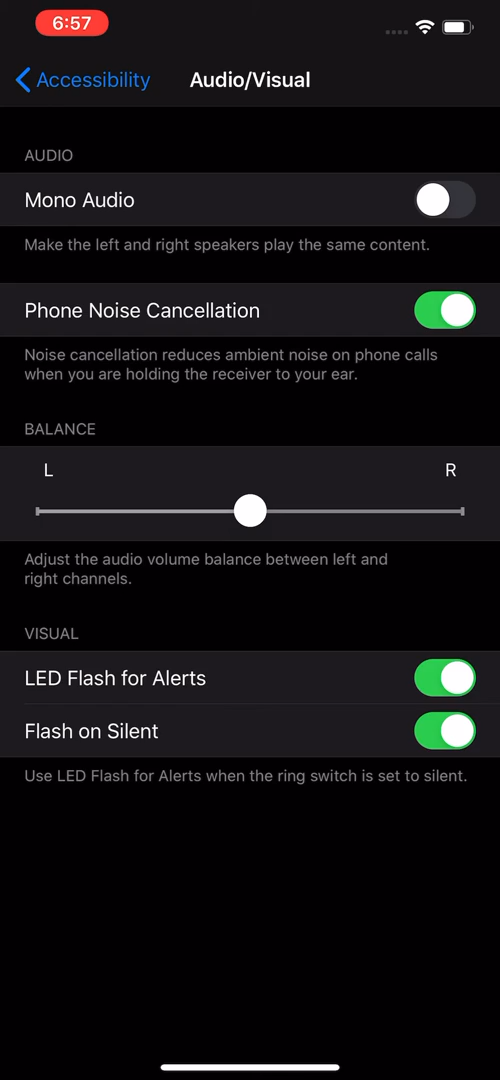 6:57
Accessibility
Audio/Visual
AUDIO
Mono Audio
Make the left and right speakers play the same content.
Phone Noise Cancellation
Noise cancellation reduces ambient noise on phone calls
when you are holding the receiver to your ear.
BALANCE
L
R
Adjust the audio volume balance between left and
right channels.
VISUAL
LED Flash for Alerts
Flash on Silent
Use LED Flash for Alerts when the ring switch is set to silent.